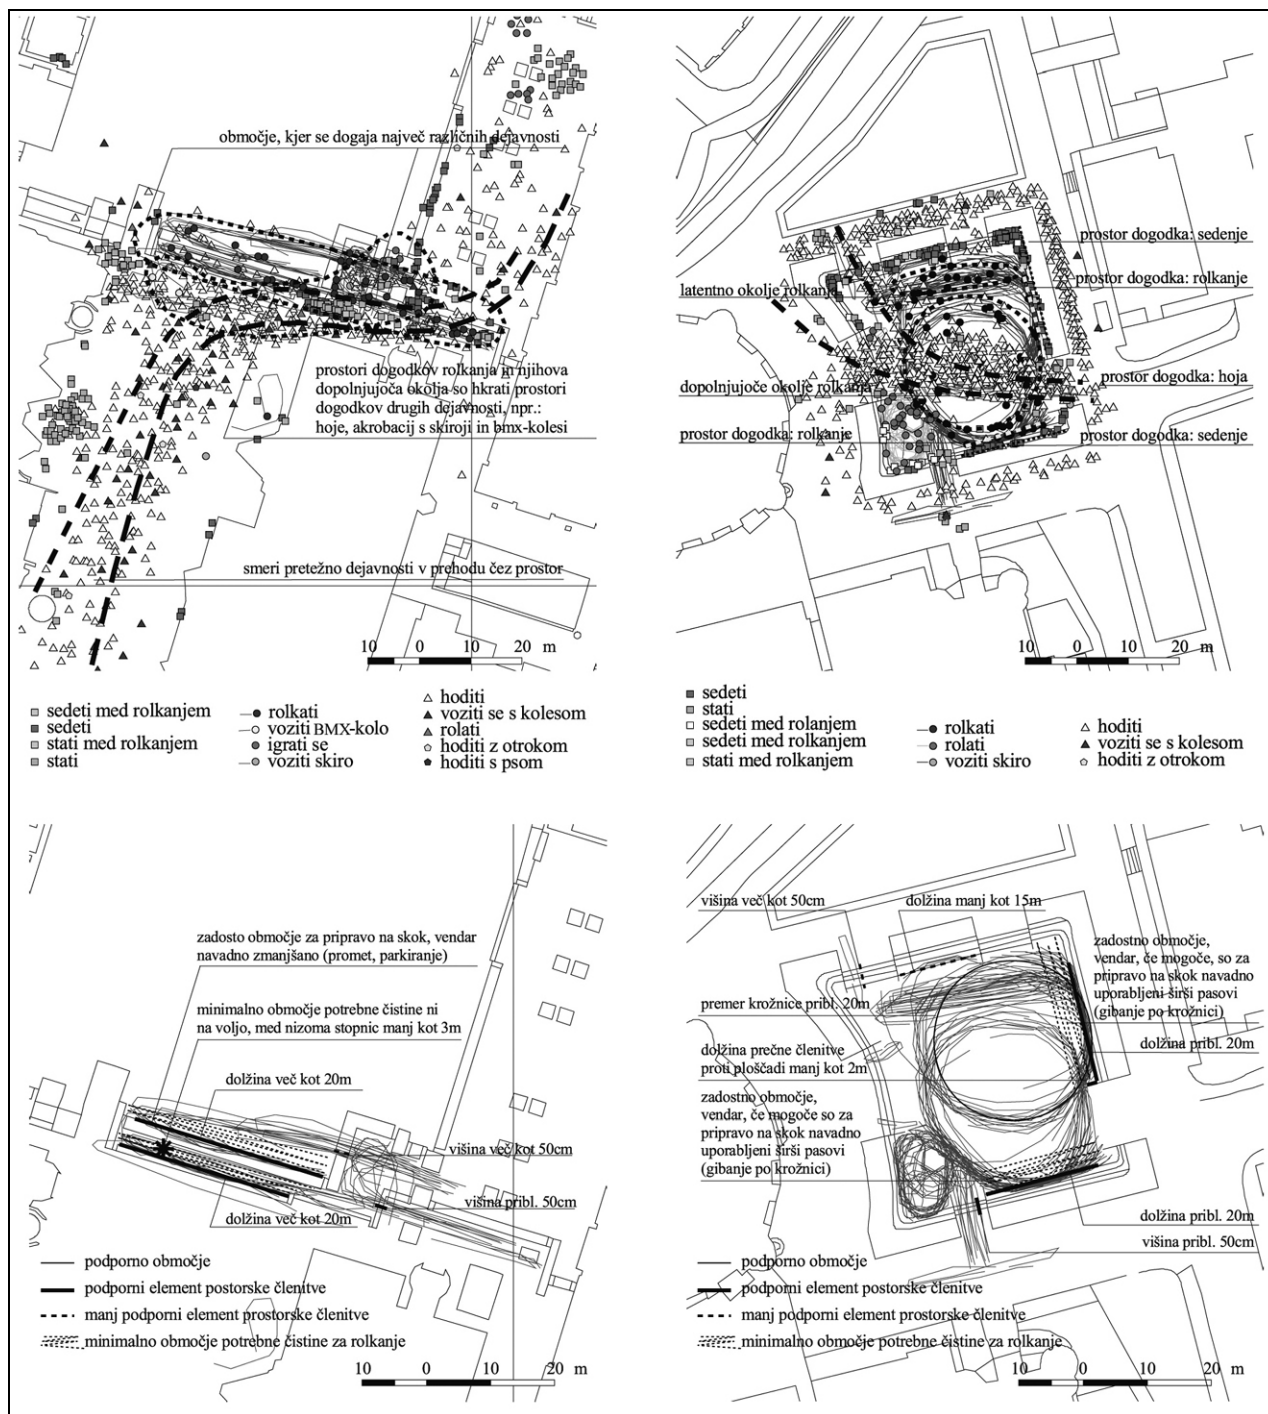 območje, kjer se dogaja največ različnih dejavnosti
prostori dogodkov rolkanja in njihova
dopolnjujoča okolja so hkrati prostori
dogodkov drugih dejavnosti, npr.:
hoje, akrobacij s skiroji in bmx-kolesi
smeri pretežno dejavnosti v prehodu čez prostor
10 0 10 20 m
sedeti med rolkanjem
sedeti
stati med rolkanjem
stati
rolkati
voziti BMX-kolo
igrati se
voziti skiro
hoditi
voziti se s kolesom
rolati
hoditi z otrokom
hoditi s psom
prostor dogodka: sedenje
latentno okolje rolkanja
prostor dogodka: rolkanje
dopolnjujoče okolje rolkanja
prostor dogodka: hoja
prostor dogodka: rolkanje
prostor dogodka: sedenje
10 0 10 20 m
sedeti
stati
sedeti med rolanjem
sedeti med rolkanjem
stati med rolkanjem
rolkati
rolati
voziti skiro
hoditi
voziti se s kolesom
hoditi z otrokom
zadosto območje za pripravo na skok, vendar
navadno zmanjšano (promet, parkiranje)
minimalno območje potrebne čistine ni
na voljo, med nizoma stopnic manj kot 3m
dolžina več kot 20m
višina več kot 50cm
višina pribl. 50cm
dolžina več kot 20m
podporno območje
podporni element postorske členitve
manj podporni element prostorske členitve
minimalno območje potrebne čistine za rolkanje
10 0 10 20 m
višina več kot 50cm
dolžina manj kot 15m
zadostno območje,
vendar, če mogoče, so za
pripravo na skok navadno
uporabljeni širši pasovi
(gibanje po krožnici)
premer krožnice pribl. 20m
dolžina pribl. 20m
dolžina prečne členitve
proti ploščadi manj kot 2m
zadostno območje,
vendar, če mogoče so za
pripravo na skok navadno
uporabljeni širši pasovi
(gibanje po krožnici)
dolžina pribl. 20m
višina pribl. 50cm
podporno območje
podporni element postorske členitve
manj podporni element prostorske členitve
minimalno območje potrebne čistine za rolkanje
10 0 10 20 m